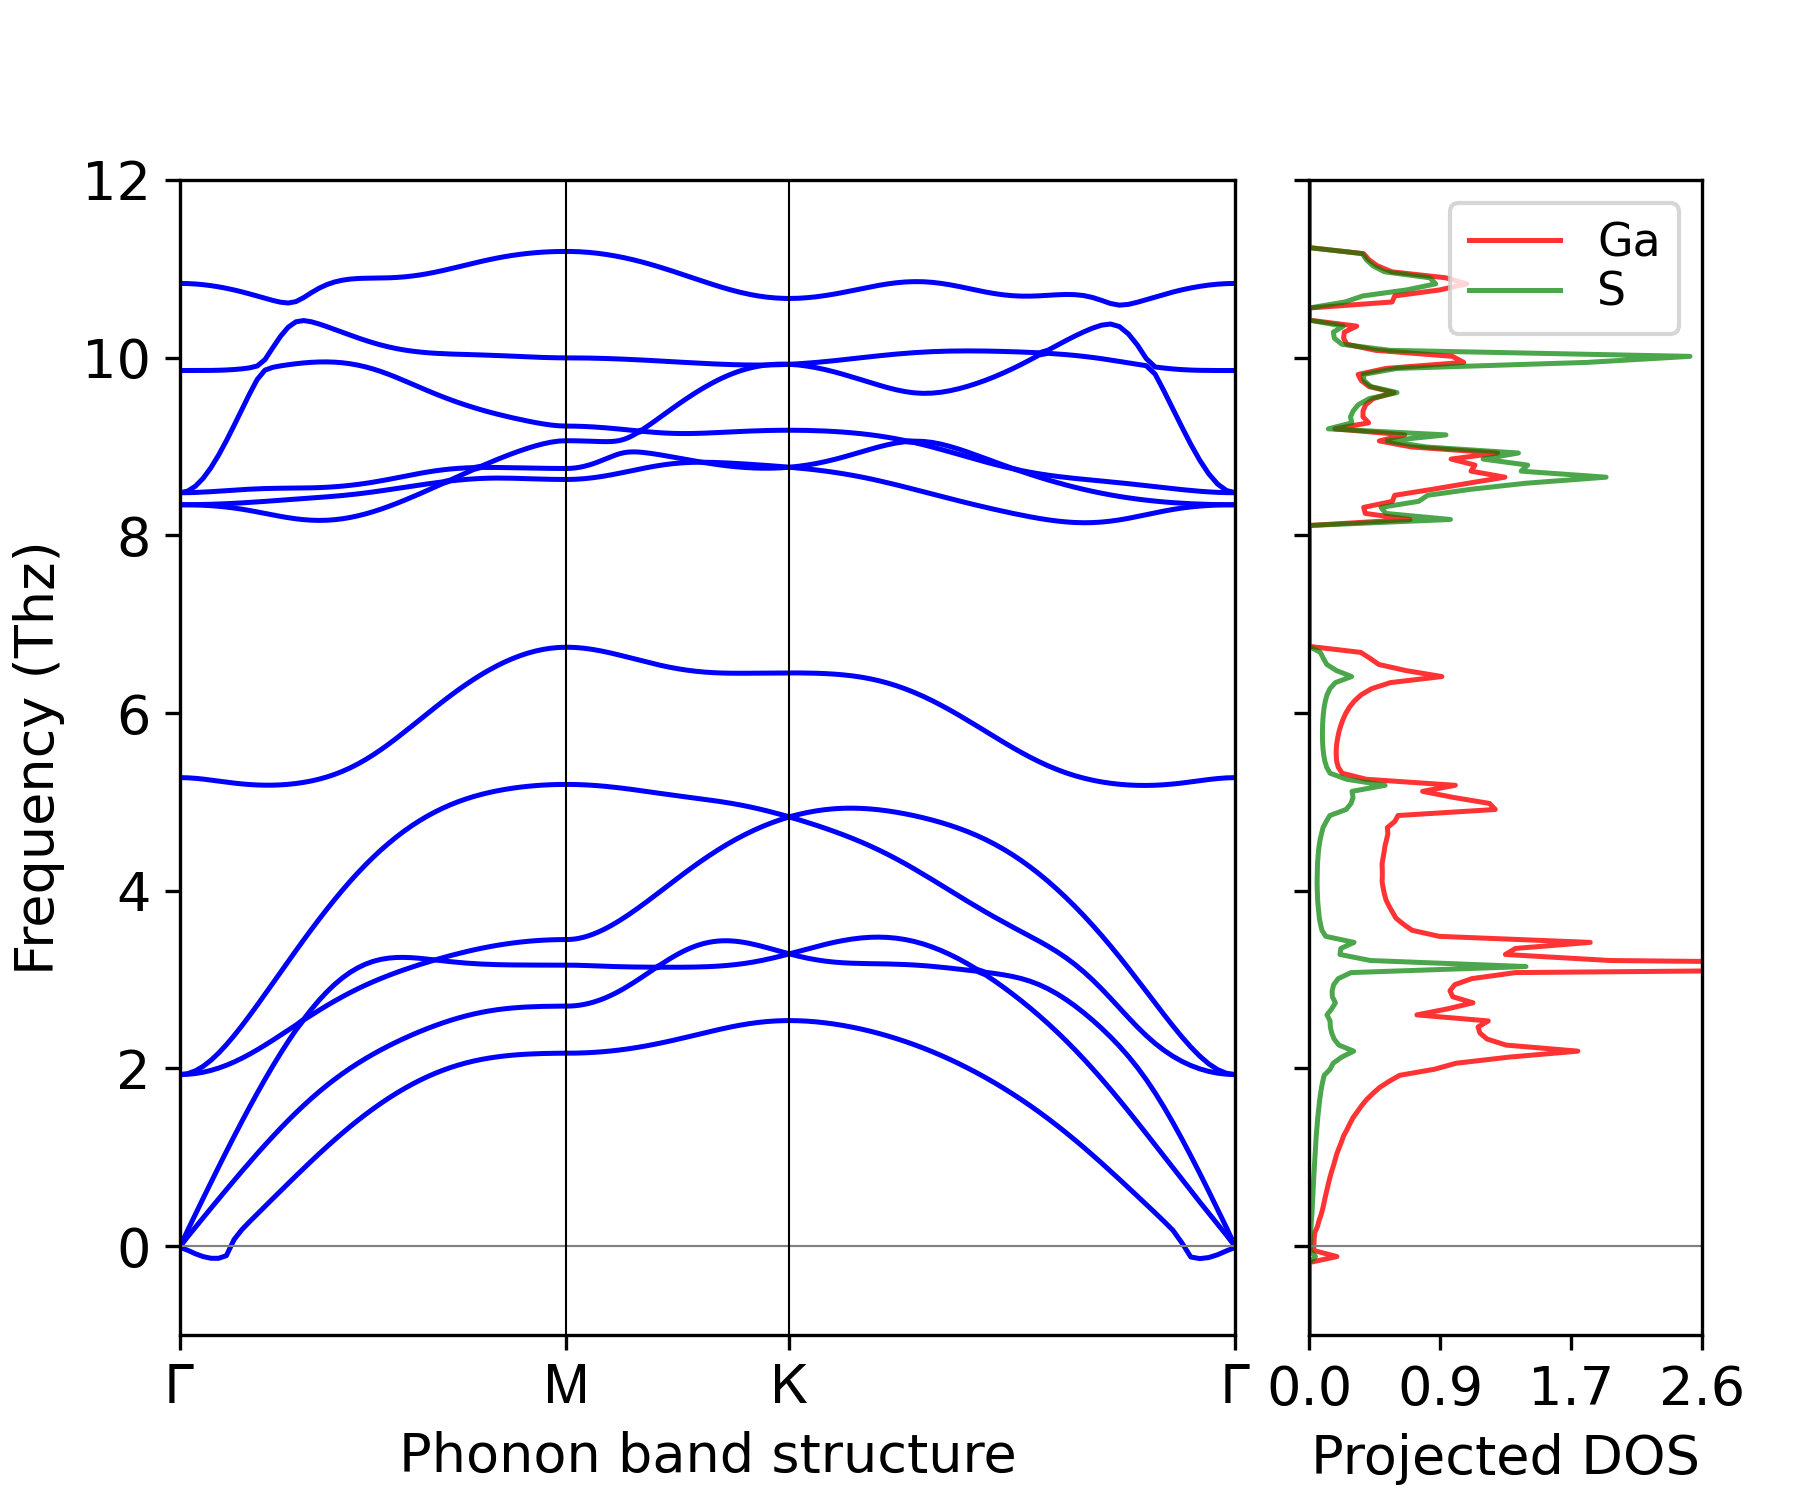 12
10
8
6
4
2
0
Frequency (Thz)
Γ M K Γ
Phonon band structure
Ga
S
0.0 0.9 1.7 2.6
Projected DOS